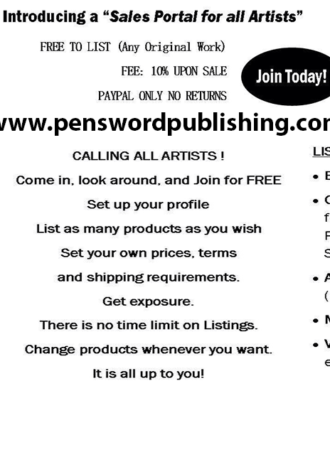 Introducing a “Sales Portal for all Artists”
FREE TO LIST (Any Original Work)
FEE: 10% UPON SALE
Join Today!
PAYPAL ONLY NO RETURNS
www.penswordpublishing.com
CALLING ALL ARTISTS !
Come in, look around, and Join for FREE
Set up your profile
List as many products as you wish
Set your own prices, terms
and shipping requirements.
Get exposure.
There is no time limit on Listings.
Change products whenever you want.
It is all up to you!